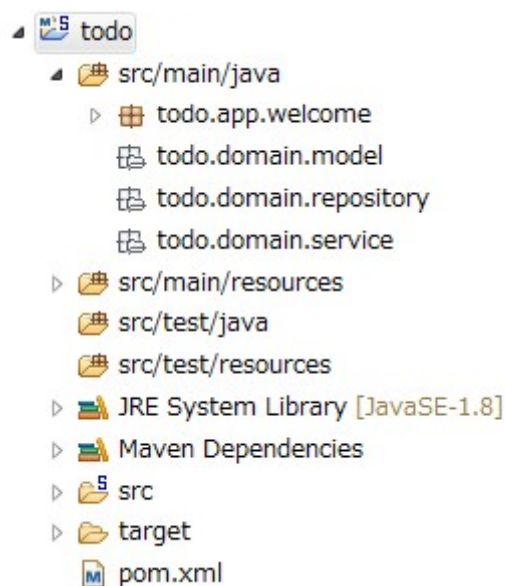 todo
src/main/java
todo.app.welcome
todo.domain.model
todo.domain.repository
todo.domain.service
src/main/resources
src/test/java
src/test/resources
JRE System Library [JavaSE-1.8]
Maven Dependencies
src
target
pom.xml